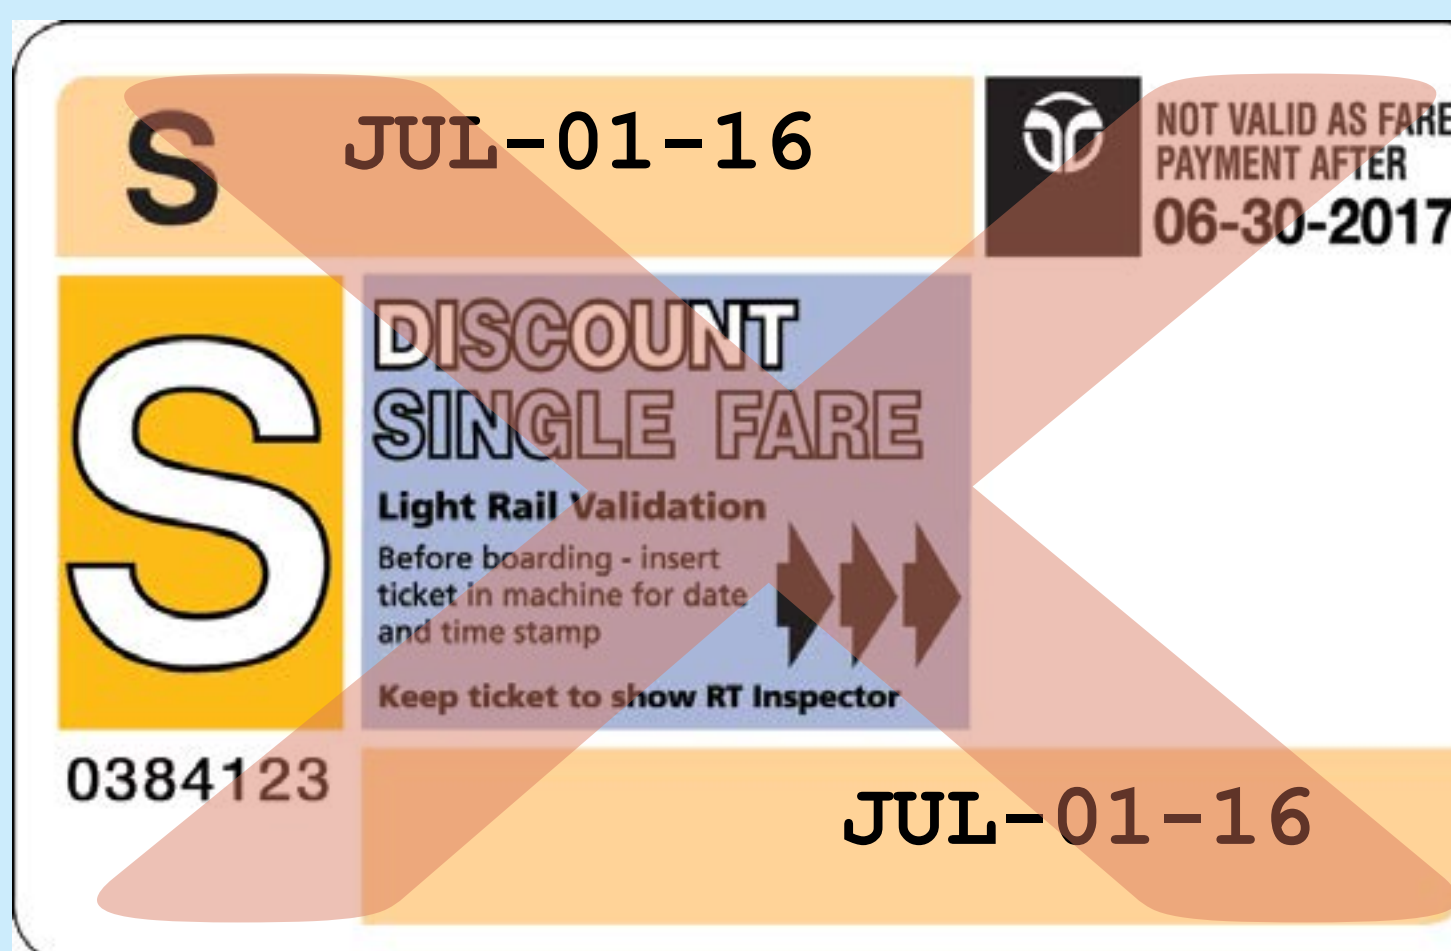 S JUL-01-16
NOT VALID AS FARE
PAYMENT AFTER
06-30-2017
S
DISCOUNT
SINGLE FARE
Light Rail Validation
Before boarding - insert
ticket in machine for date
and time stamp
Keep ticket to show RT Inspector
0384123
JUL-01-16